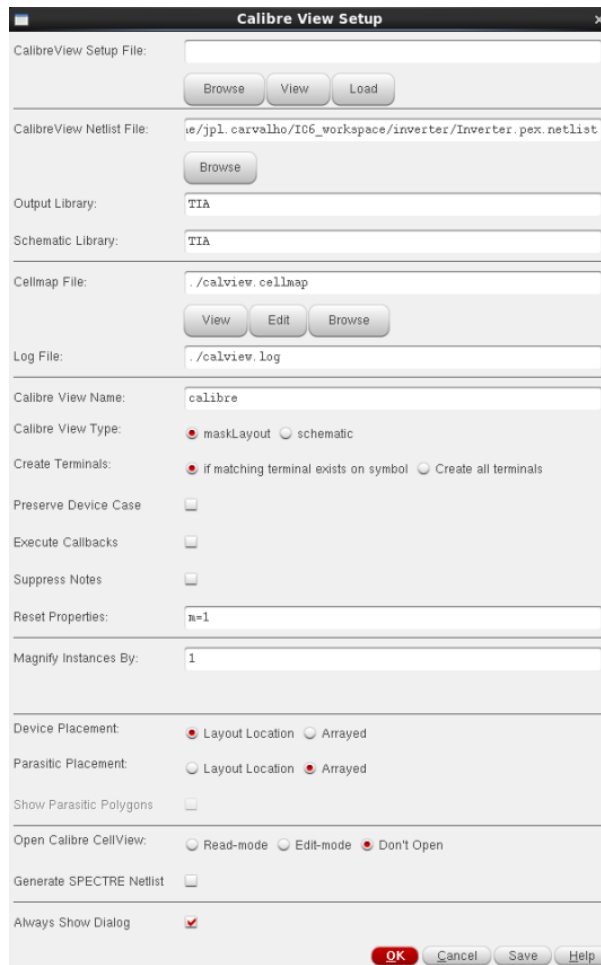 Calibre View Setup
CalibreView Setup File:
Browse View Load
CalibreView Netlist File: ıe/jpl.carvalho/IC6_workspace/inverter/Inverter.pex.netlist
Browse
Output Library: TIA
Schematic Library: TIA
Cellmap File: ./calview.cellmap
View Edit Browse
Log File: ./calview.log
Calibre View Name: calibre
Calibre View Type: maskLayout schematic
Create Terminals: if matching terminal exists on symbol Create all terminals
Preserve Device Case
Execute Callbacks
Suppress Notes
Reset Properties: m=1
Magnify Instances By: 1
Device Placement: Layout Location Arrayed
Parasitic Placement: Layout Location Arrayed
Show Parasitic Polygons
Open Calibre CellView: Read-mode Edit-mode Don't Open
Generate SPECTRE Netlist
Always Show Dialog
OK Cancel Save Help